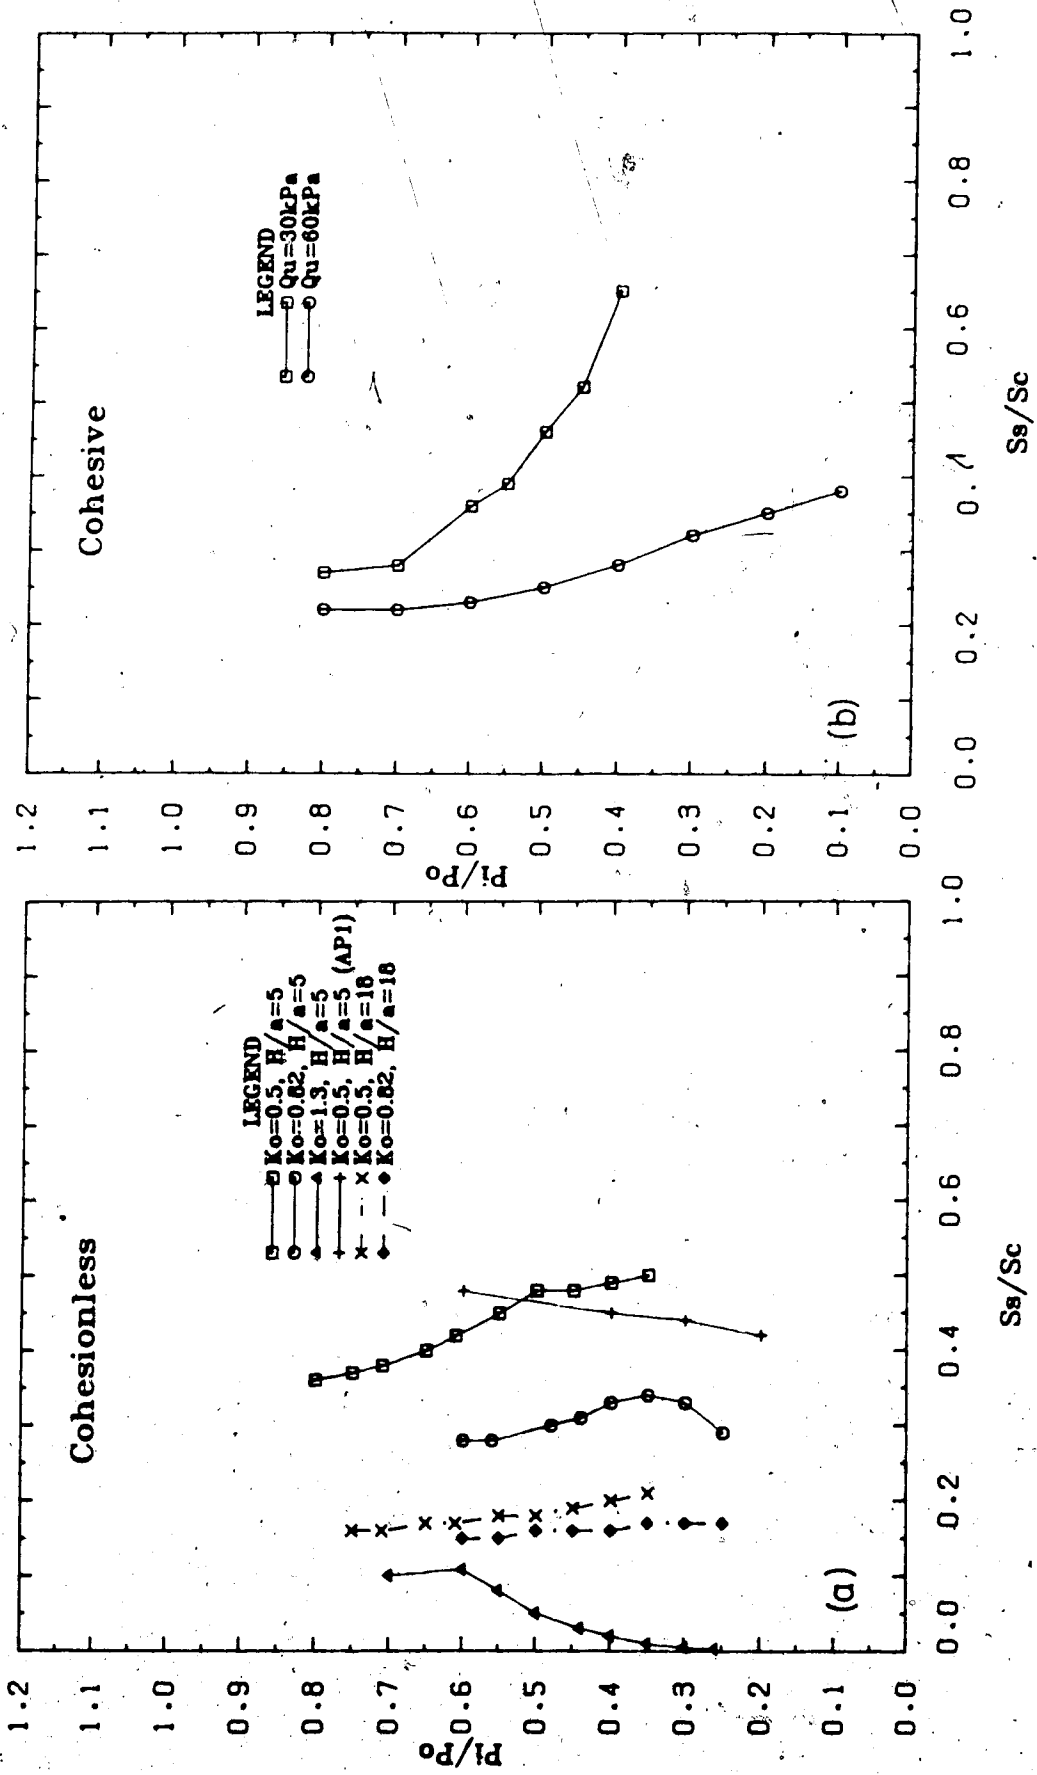 Cohesionless
1.2
1.1
1.0
0.9
0.8
0.7
0.6
0.5
0.4
0.3
0.2
0.1
0.0
Pi/Po
LEGEND
Ko=0.5, H/a=5
Ko=0.82, H/a=5
Ko=1.3, H/a=5
Ko=0.5, H/a=5 (AP1)
Ko=0.5, H/a=18
Ko=0.82, H/a=18
(a)
0.0 0.2 0.4 0.6 0.8 1.0
Ss/Sc
Cohesive
1.2
1.1
1.0
0.9
0.8
0.7
0.6
0.5
0.4
0.3
0.2
0.1
0.0
Pi/Po
LEGEND
Qu=30kPa
Qu=60kPa
(b)
0.0 0.2 0.4 0.6 0.8 1.0
Ss/Sc